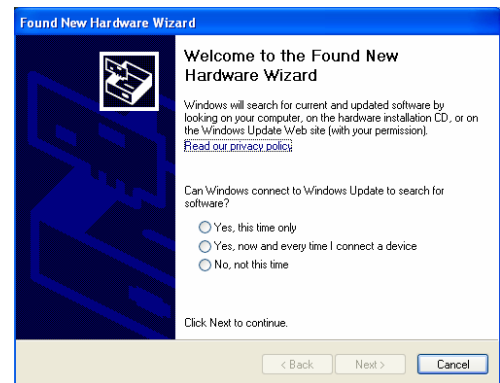 Found New Hardware Wizard
Welcome to the Found New
Hardware Wizard
Windows will search for current and updated software by
looking on your computer, on the hardware installation CD, or on
the Windows Update Web site (with your permission).
Read our privacy policy
Can Windows connect to Windows Update to search for
software?
Yes, this time only
Yes, now and every time I connect a device
No, not this time
Click Next to continue.
< Back Next > Cancel